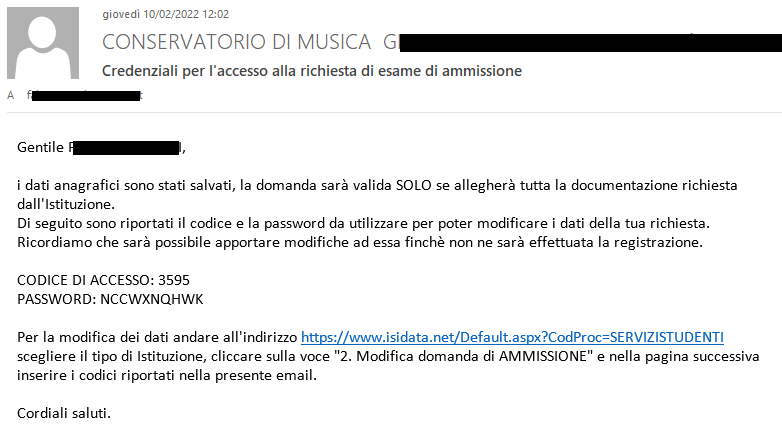 giovedì 10/02/2022 12:02
CONSERVATORIO DI MUSICA
Credenziali per l'accesso alla richiesta di esame di ammissione
A
Gentile
i dati anagrafici sono stati salvati, la domanda sarà valida SOLO se allegherà tutta la documentazione richiesta
dall'Istituzione.
Di seguito sono riportati il codice e la password da utilizzare per poter modificare i dati della tua richiesta.
Ricordiamo che sarà possibile apportare modifiche ad essa finchè non ne sarà effettuata la registrazione.
CODICE DI ACCESSO: 3595
PASSWORD: NCCWXNQHWK
Per la modifica dei dati andare all'indirizzo https://www.isidata.net/Default.aspx?CodProc=SERVIZISTUDENTI
scegliere il tipo di Istituzione, cliccare sulla voce "2. Modifica domanda di AMMISSIONE" e nella pagina successiva
inserire i codici riportati nella presente email.
Cordiali saluti.